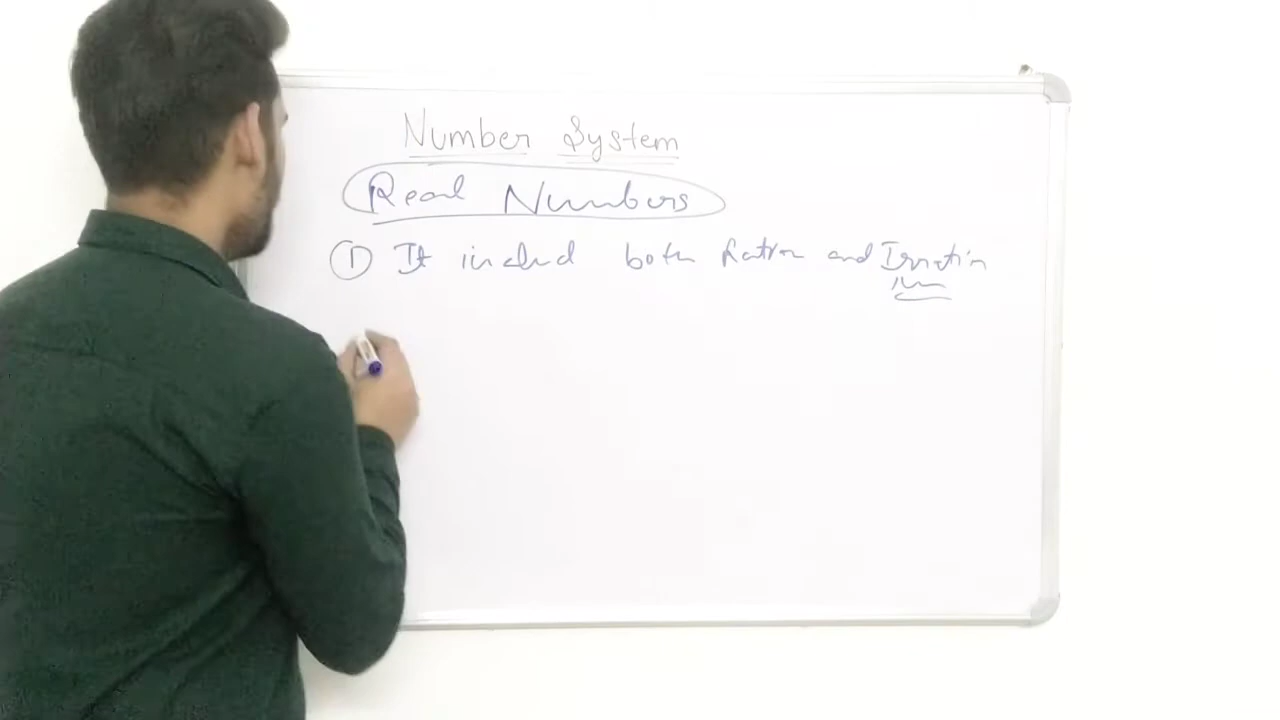 Number System
Real Numbers
① It includ both Ration and Irration